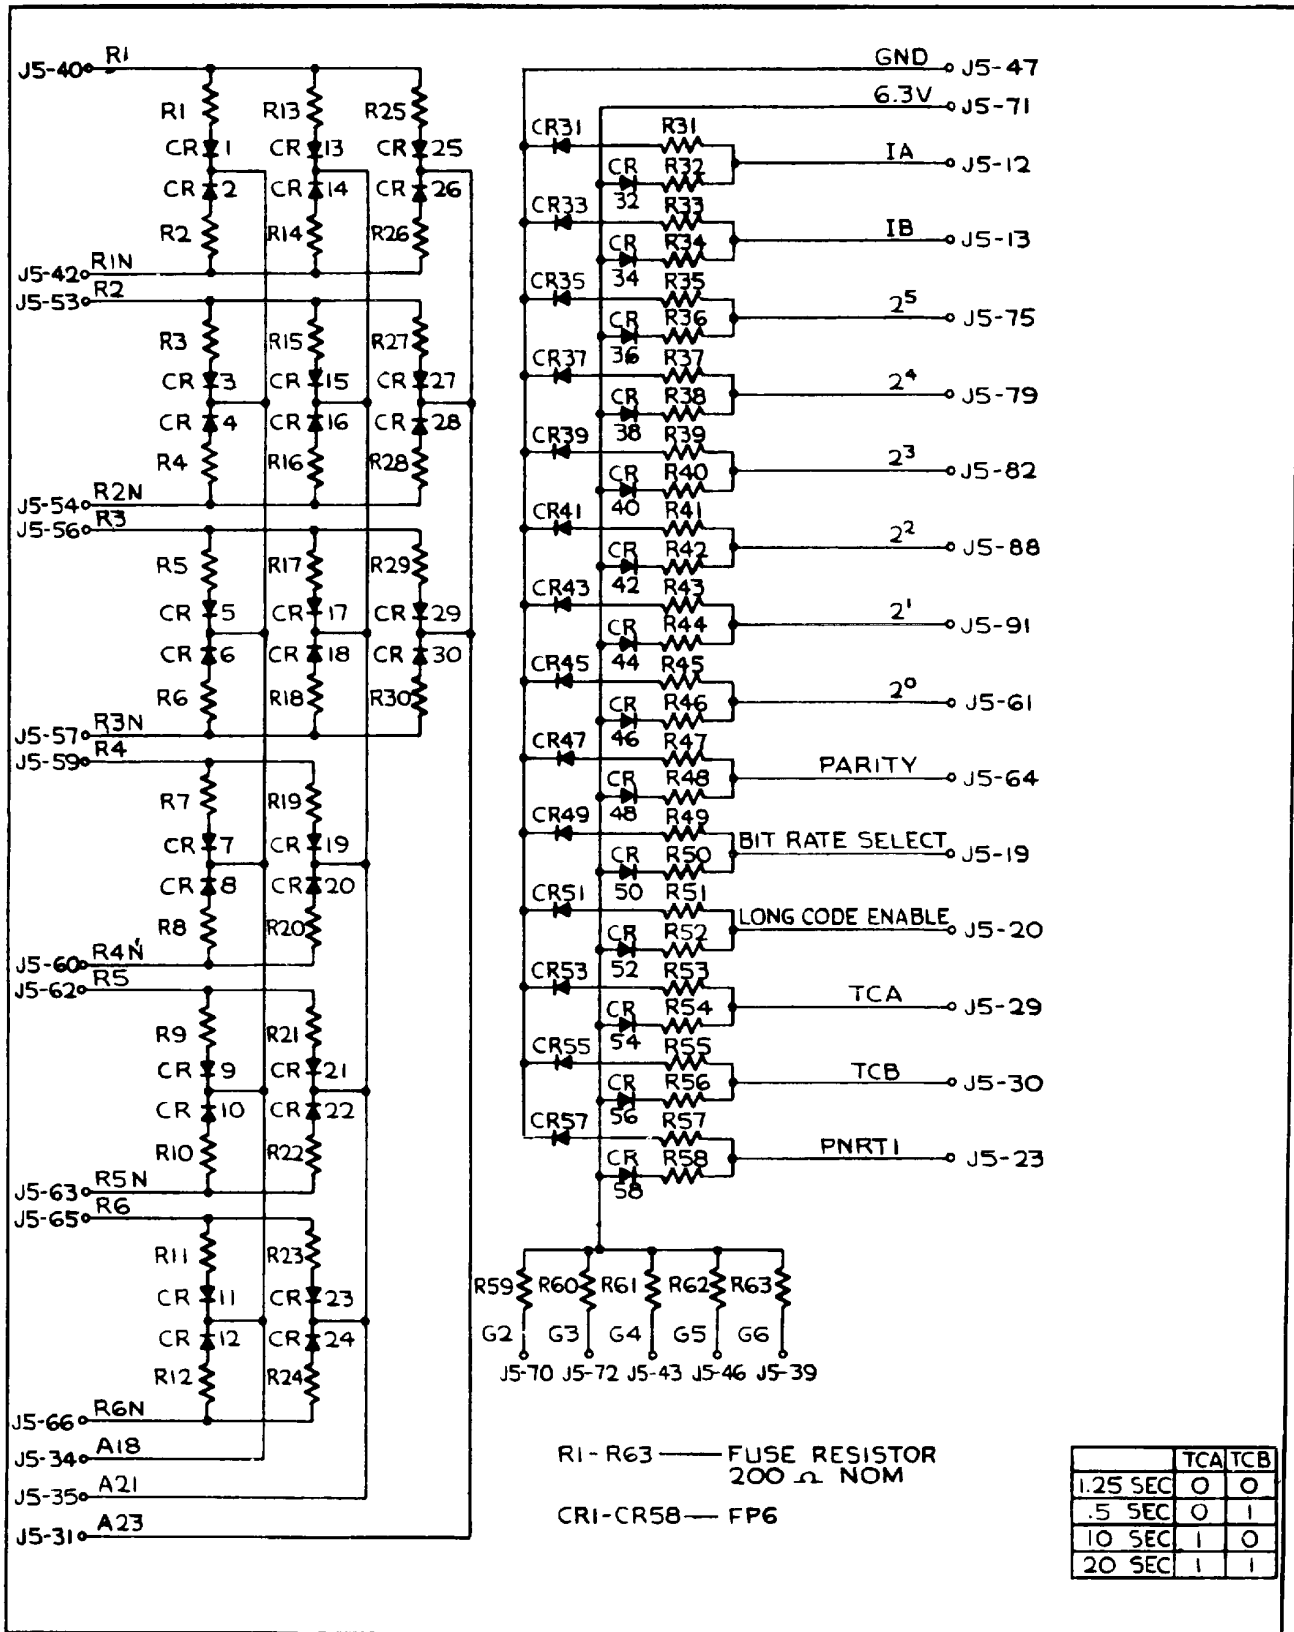 J5-40 R1
R1 R13 R25
CR 1 CR 13 CR 25
CR 2 CR 14 CR 26
R2 R14 R26
J5-42 R1N
J5-53 R2
R3 R15 R27
CR 3 CR 15 CR 27
CR 4 CR 16 CR 28
R4 R16 R28
J5-54 R2N
J5-56 R3
R5 R17 R29
CR 5 CR 17 CR 29
CR 6 CR 18 CR 30
R6 R18 R30
J5-57 R3N
J5-59 R4
R7 R19
CR 7 CR 19
CR 8 CR 20
R8 R20
J5-60 R4N
J5-62 R5
R9 R21
CR 9 CR 21
CR 10 CR 22
R10 R22
J5-63 R5N
J5-65 R6
R11 R23
CR 11 CR 23
CR 12 CR 24
R12 R24
J5-66 R6N
J5-34 A18
J5-35 A21
J5-31 A23
GND J5-47
6.3V J5-71
CR31 R31
IA J5-12
CR 32 R32
CR33 R33
IB J5-13
CR 34 R34
CR35 R35
2⁵ J5-75
CR 36 R36
CR37 R37
2⁴ J5-79
CR 38 R38
CR39 R39
2³ J5-82
CR 40 R40
CR41 R41
2² J5-88
CR 42 R42
CR43 R43
2¹ J5-91
CR 44 R44
CR45 R45
2⁰ J5-61
CR 46 R46
CR47 R47
PARITY J5-64
CR 48 R48
CR49 R49
BIT RATE SELECT J5-19
CR 50 R50
CR51 R51
LONG CODE ENABLE J5-20
CR 52 R52
CR53 R53
TCA J5-29
CR 54 R54
CR55 R55
TCB J5-30
CR 56 R56
CR57 R57
PNRT1 J5-23
CR 58 R58
R59 R60 R61 R62 R63
G2 G3 G4 G5 G6
J5-70 J5-72 J5-43 J5-46 J5-39
R1-R63 — FUSE RESISTOR
200 Ω NOM
CR1-CR58 — FP6
TCA TCB
1.25 SEC 0 0
.5 SEC 0 1
10 SEC 1 0
20 SEC 1 1